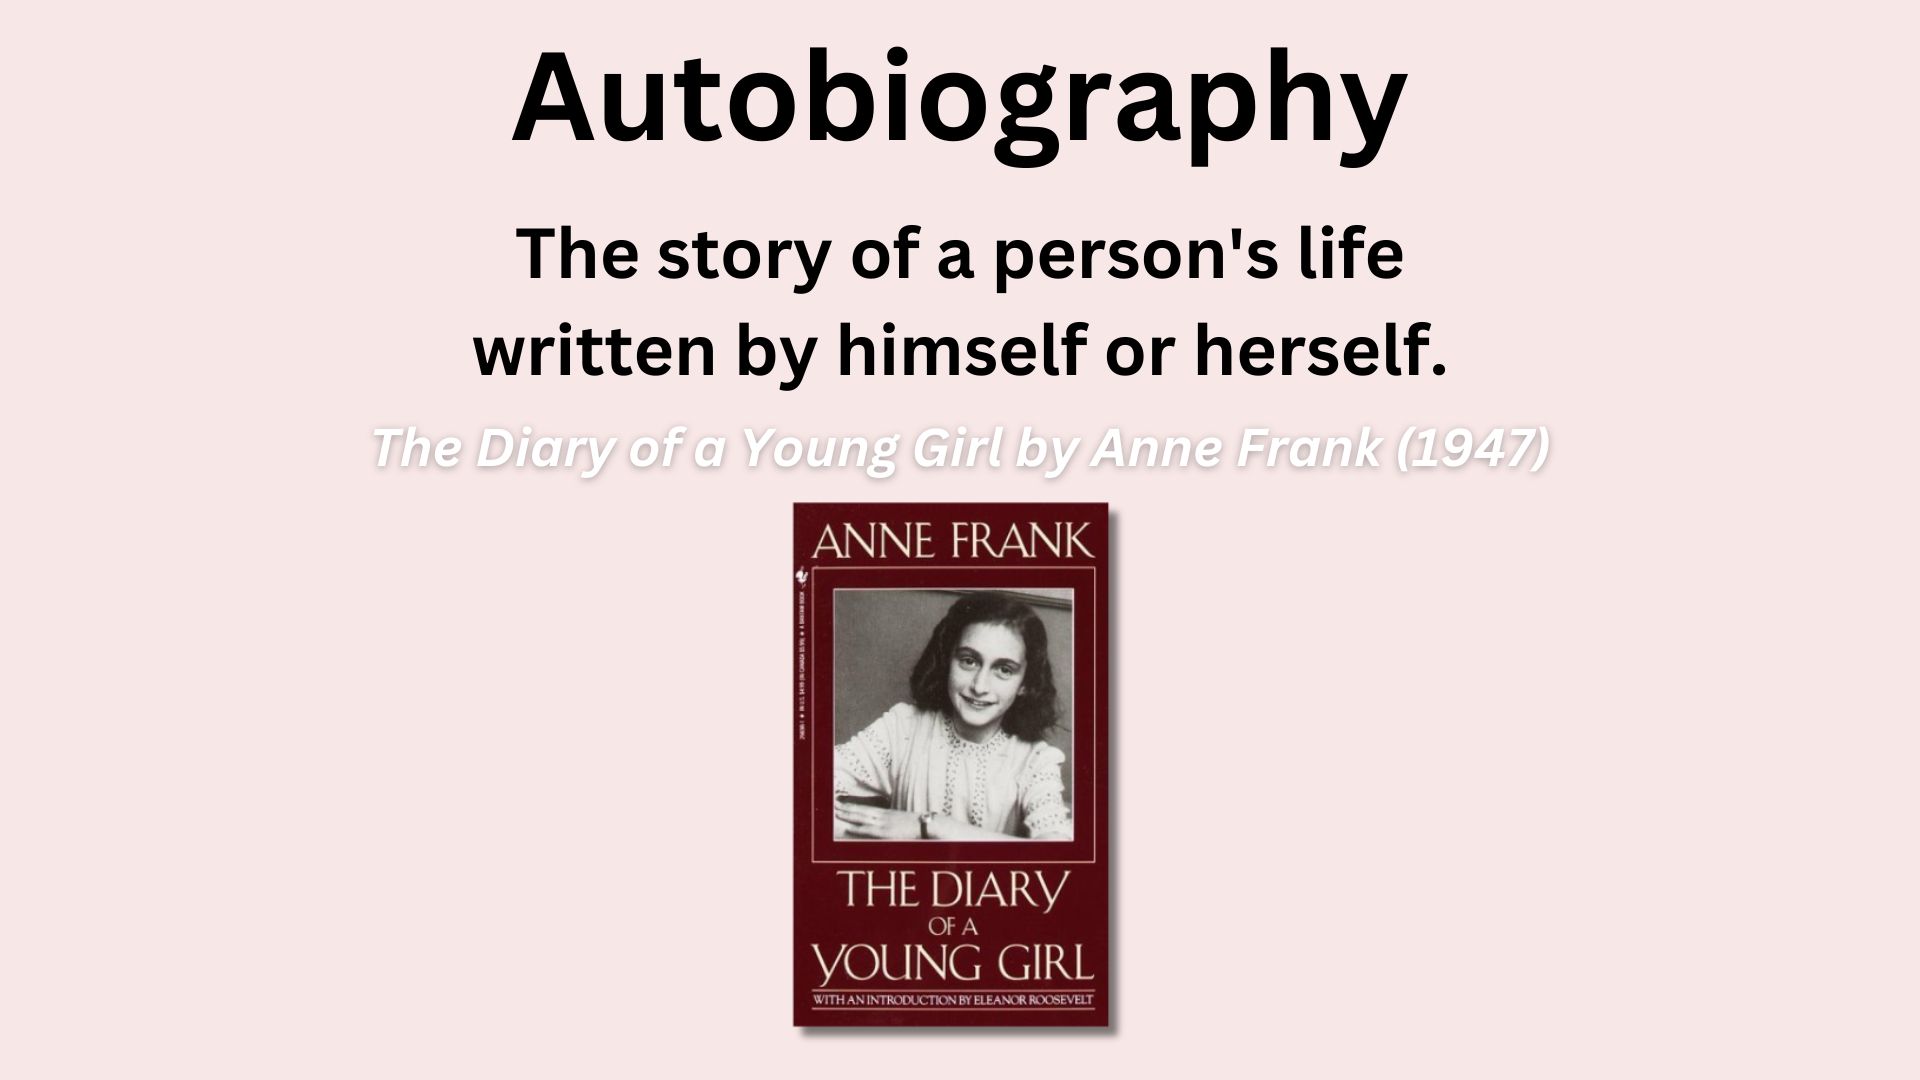 Autobiography
The story of a person's life
written by himself or herself.
The Diary of a Young Girl by Anne Frank (1947)
ANNE FRANK
THE DIARY
OF A
YOUNG GIRL
WITH AN INTRODUCTION BY ELEANOR ROOSEVELT